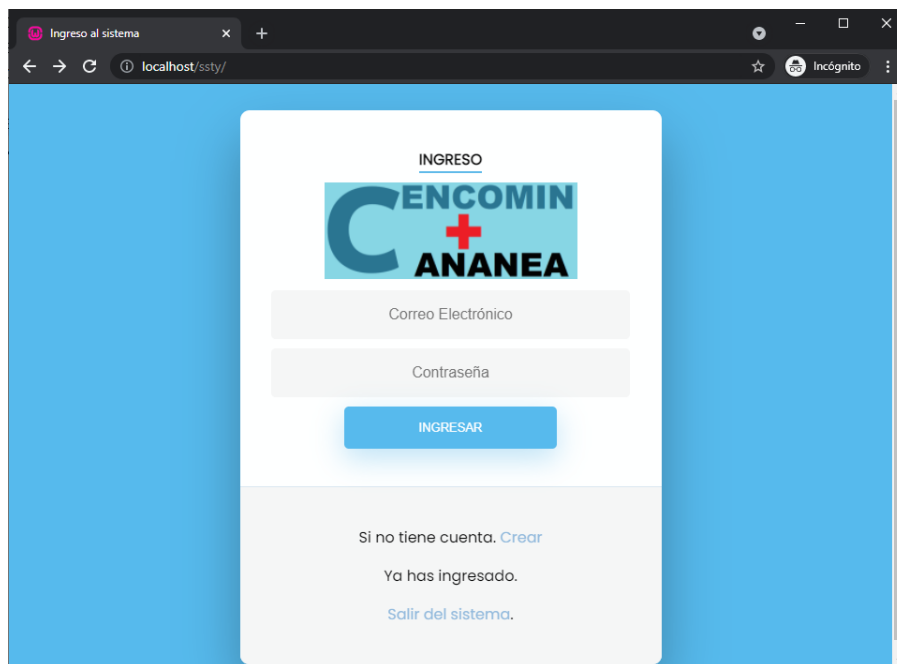 Ingreso al sistema
localhost/ssty/
Incógnito
INGRESO
CENCOMIN
ANANEA
Correo Electrónico
Contraseña
INGRESAR
Si no tiene cuenta. Crear
Ya has ingresado.
Salir del sistema.